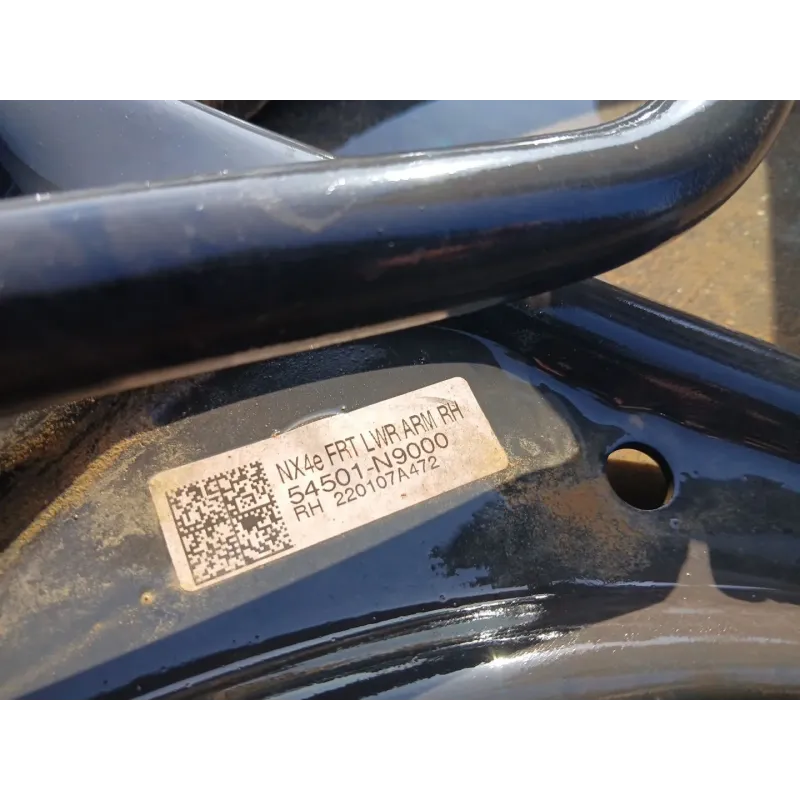 NX4e FRT LWR ARM RH
54501-N9000
RH 220107A472